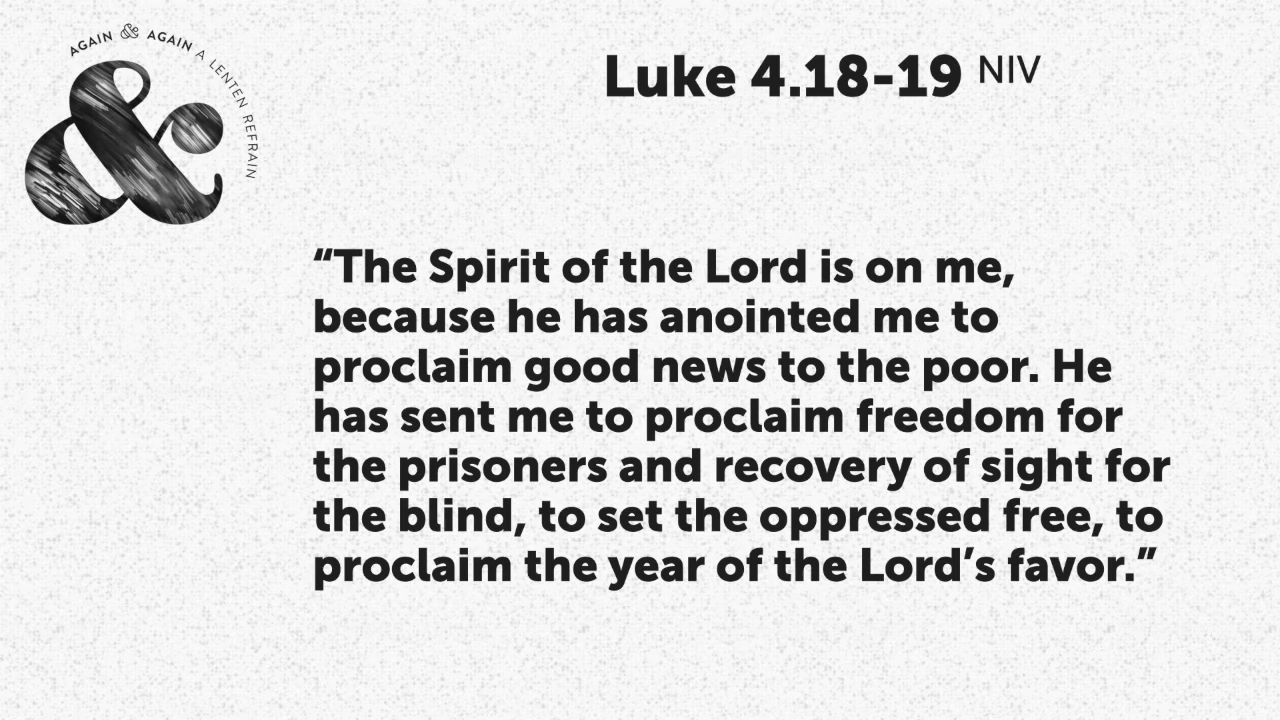 AGAIN & AGAIN A LENTEN REFRAIN
&
Luke 4.18-19 NIV
“The Spirit of the Lord is on me,
because he has anointed me to
proclaim good news to the poor. He
has sent me to proclaim freedom for
the prisoners and recovery of sight for
the blind, to set the oppressed free, to
proclaim the year of the Lord’s favor.”